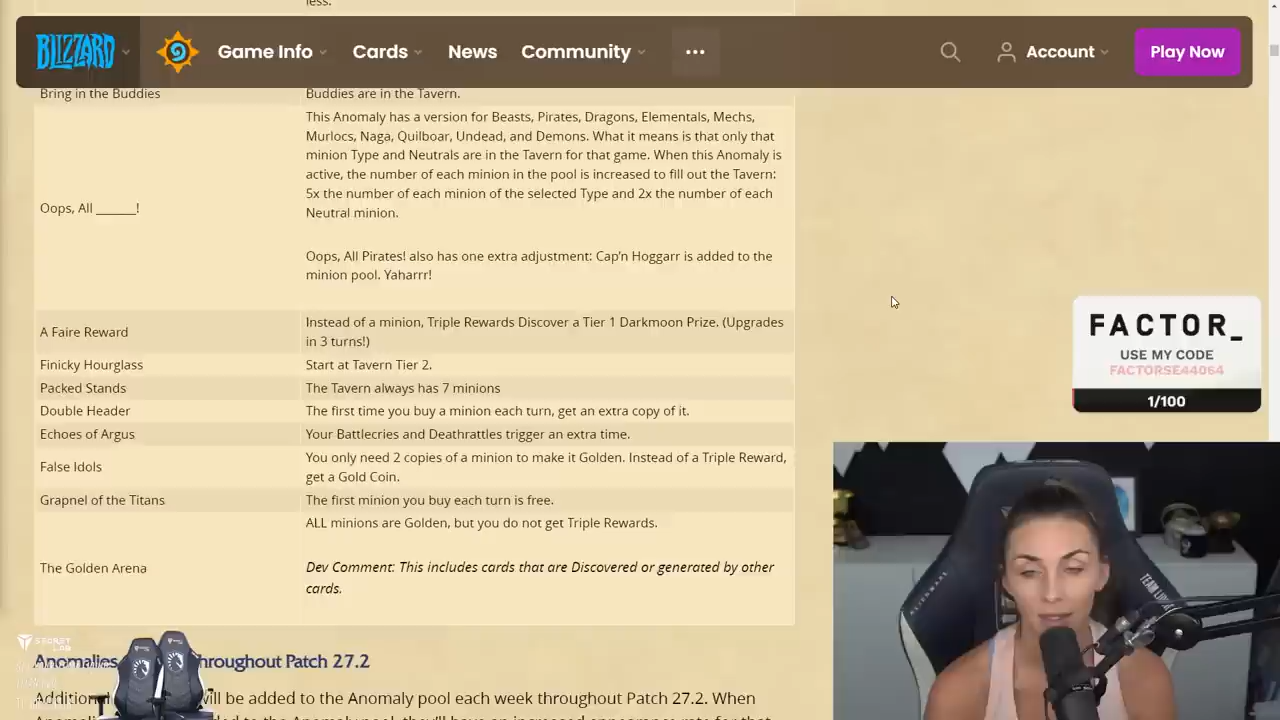 less.
BLIZZARD
Game Info
Cards
News
Community
Account
Play Now
Bring in the Buddies
Buddies are in the Tavern.
Oops, All ______!
This Anomaly has a version for Beasts, Pirates, Dragons, Elementals, Mechs,
Murlocs, Naga, Quilboar, Undead, and Demons. What it means is that only that
minion Type and Neutrals are in the Tavern for that game. When this Anomaly is
active, the number of each minion in the pool is increased to fill out the Tavern:
5x the number of each minion of the selected Type and 2x the number of each
Neutral minion.
Oops, All Pirates! also has one extra adjustment: Cap'n Hoggarr is added to the
minion pool. Yaharrr!
A Faire Reward
Instead of a minion, Triple Rewards Discover a Tier 1 Darkmoon Prize. (Upgrades
in 3 turns!)
Finicky Hourglass
Start at Tavern Tier 2.
Packed Stands
The Tavern always has 7 minions
Double Header
The first time you buy a minion each turn, get an extra copy of it.
Echoes of Argus
Your Battlecries and Deathrattles trigger an extra time.
False Idols
You only need 2 copies of a minion to make it Golden. Instead of a Triple Reward,
get a Gold Coin.
Grapnel of the Titans
The first minion you buy each turn is free.
The Golden Arena
ALL minions are Golden, but you do not get Triple Rewards.
Dev Comment: This includes cards that are Discovered or generated by other
cards.
Anomalies hroughout Patch 27.2
Addition will be added to the Anomaly pool each week throughout Patch 27.2. When
FACTOR_
USE MY CODE
FACTORSE44064
1/100
SECRET
LAB
ALIENWARE
TEAM LIQUID